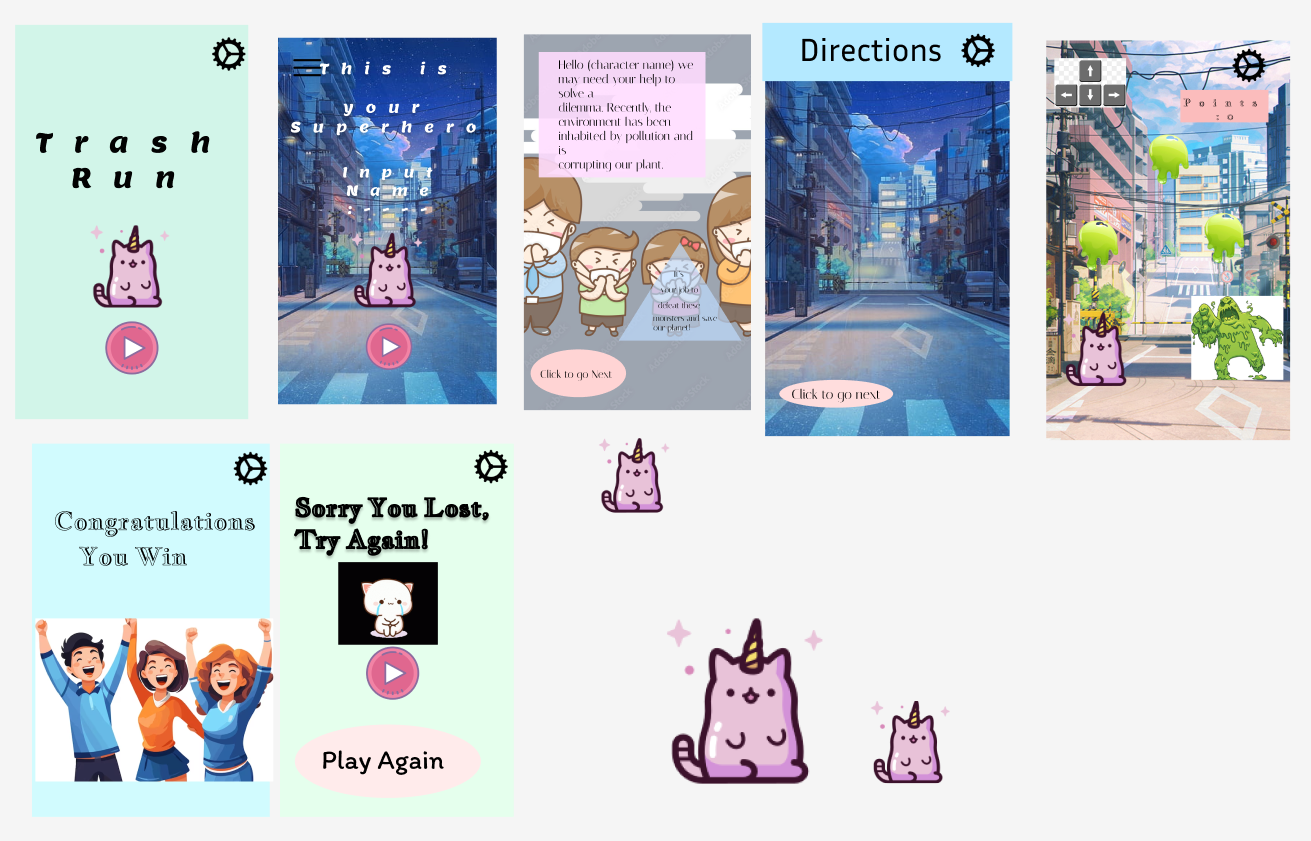 Trash
Run
This is
your
Superhero
Input
Name
:----
Hello (character name) we
may need your help to
solve a
dilemma. Recently, the
environment has been
inhabited by pollution and
is
corrupting our plant.
It's
your job to
defeat these
monsters and save
our planet!
Click to go Next
Directions
Click to go next
Points
:0
Congratulations
You Win
Sorry You Lost,
Try Again!
Play Again